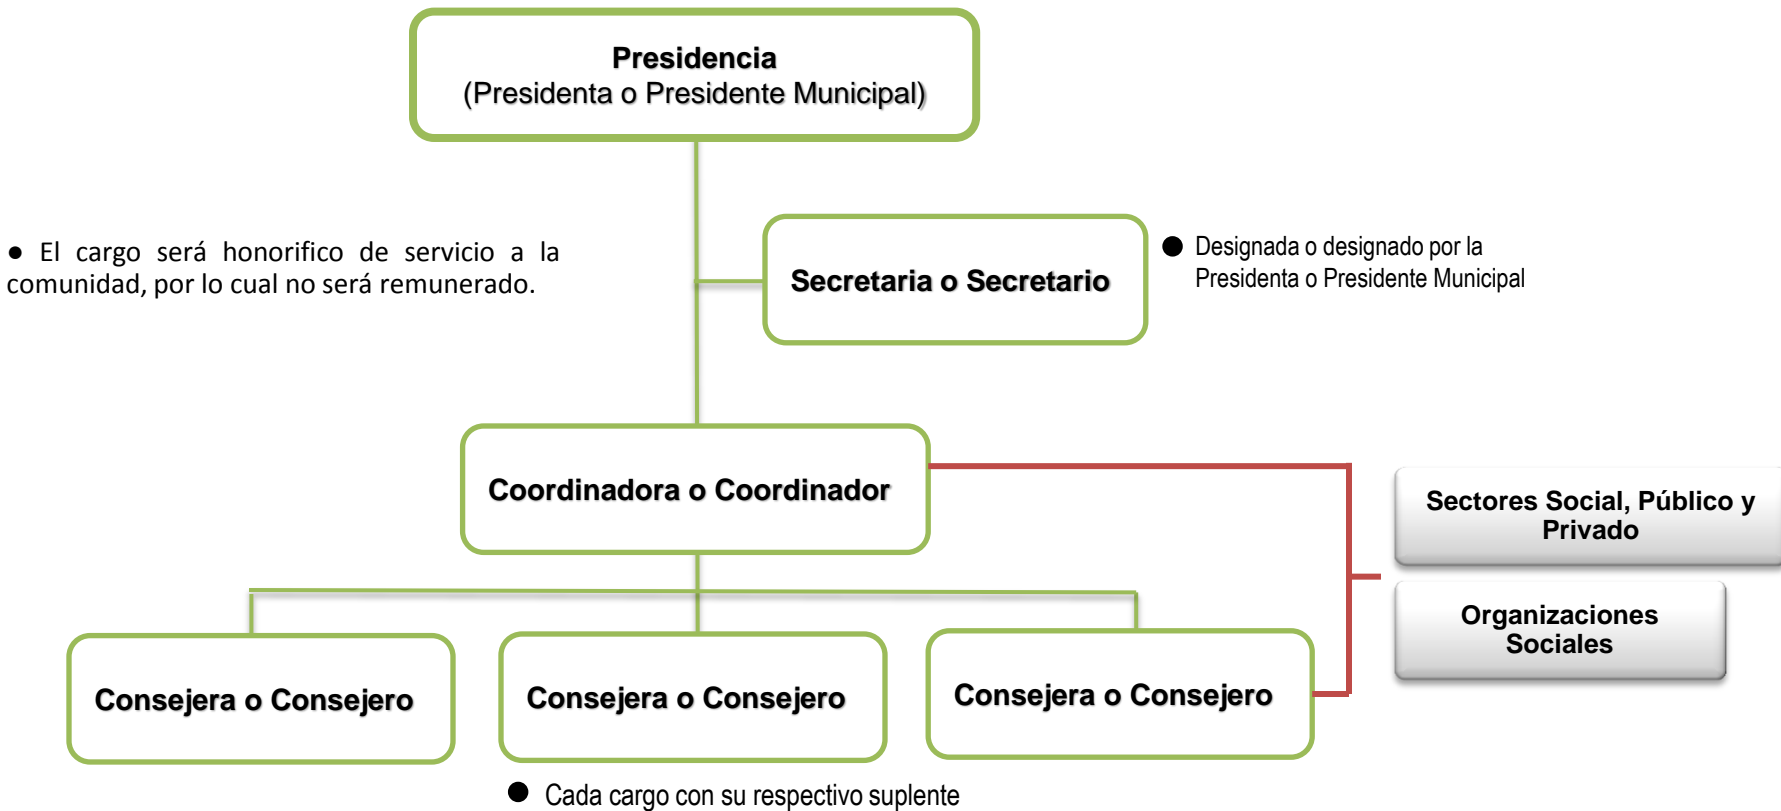 Presidencia
(Presidenta o Presidente Municipal)
● El cargo será honorifico de servicio a la
comunidad, por lo cual no será remunerado.
Secretaria o Secretario
● Designada o designado por la
Presidenta o Presidente Municipal
Coordinadora o Coordinador
Sectores Social, Público y
Privado
Organizaciones
Sociales
Consejera o Consejero
Consejera o Consejero
Consejera o Consejero
● Cada cargo con su respectivo suplente